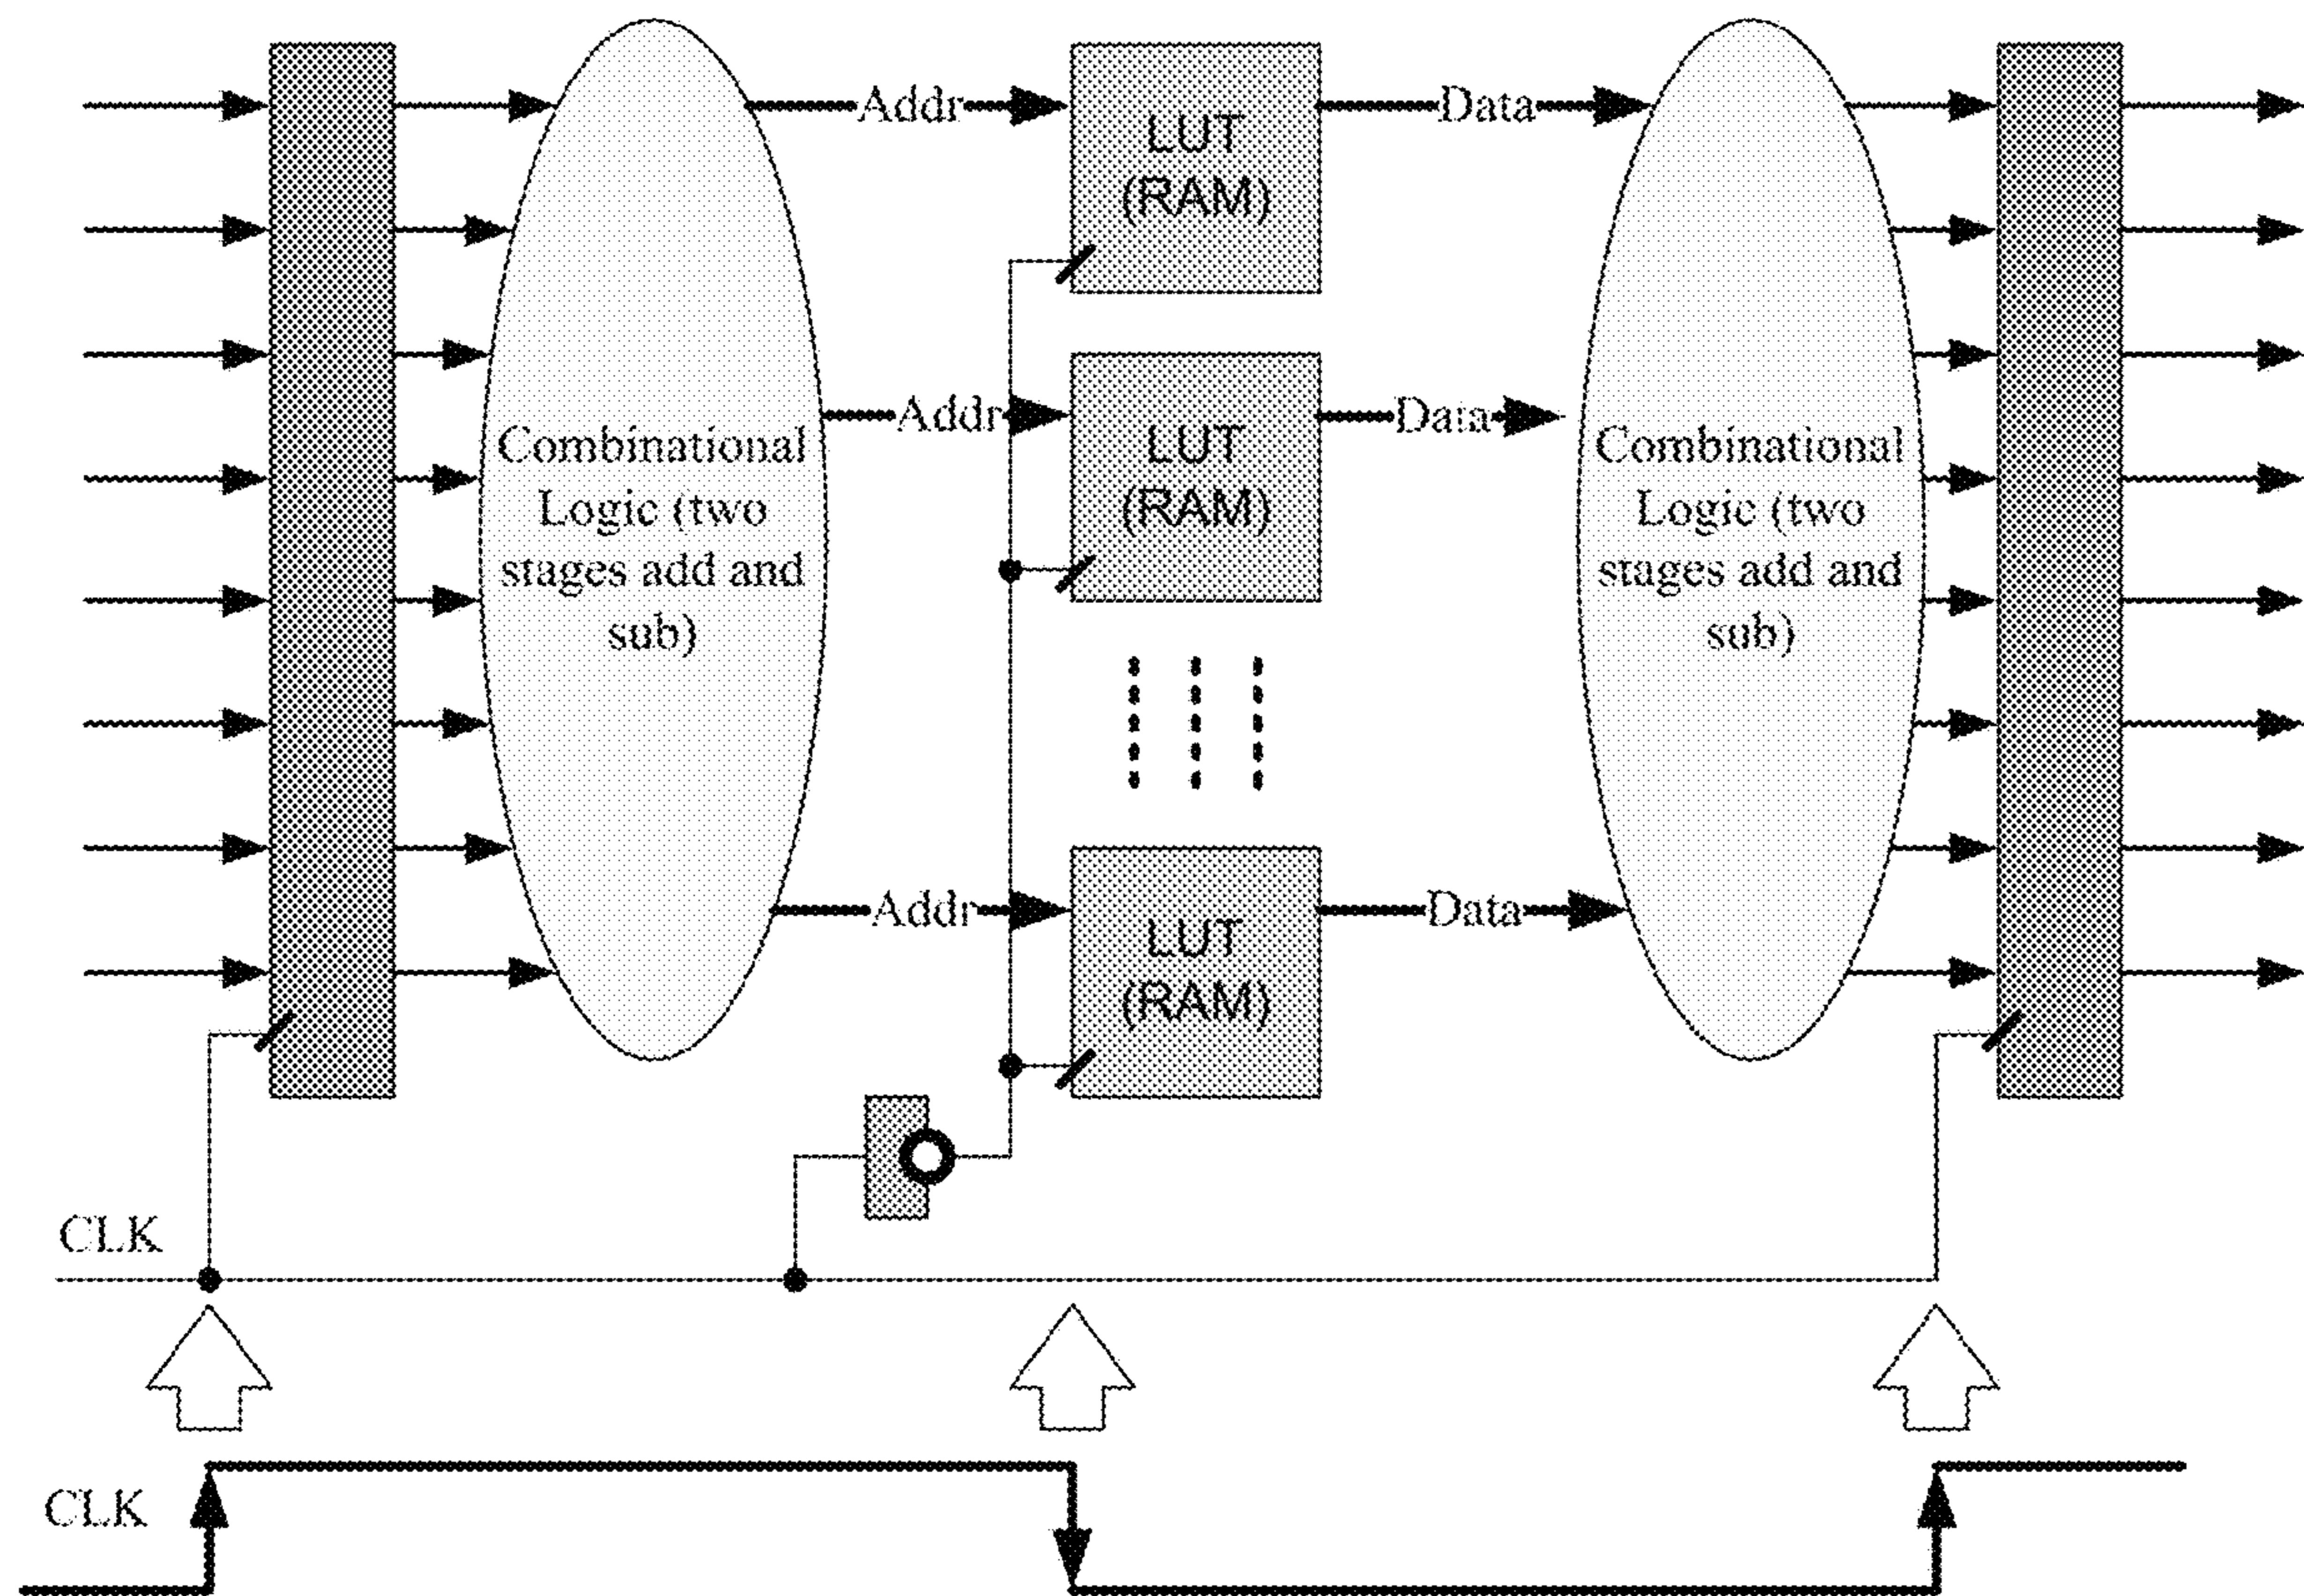 Addr
LUT
(RAM)
Data
Addr
LUT
(RAM)
Data
Combinational
Logic (two
stages add and
sub)
Combinational
Logic (two
stages add and
sub)
Addr
LUT
(RAM)
Data
CLK
CLK